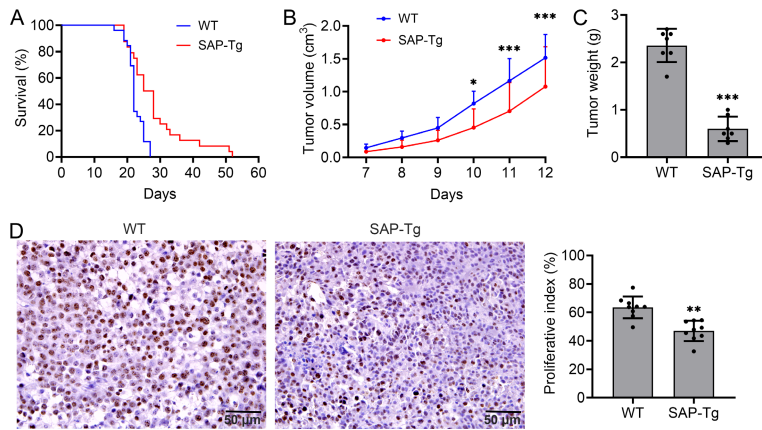 A
Survival (%)
100
80
60
40
20
0
WT
SAP-Tg
0 10 20 30 40 50 60
Days
B
Tumor volume (cm³)
2.0
1.5
1.0
0.5
0.0
WT
SAP-Tg
*
***
***
7 8 9 10 11 12
Days
C
Tumor weight (g)
3
2
1
0
***
WT SAP-Tg
D
WT
50 µm
SAP-Tg
50 µm
Proliferative index (%)
100
80
60
40
20
0
**
WT SAP-Tg